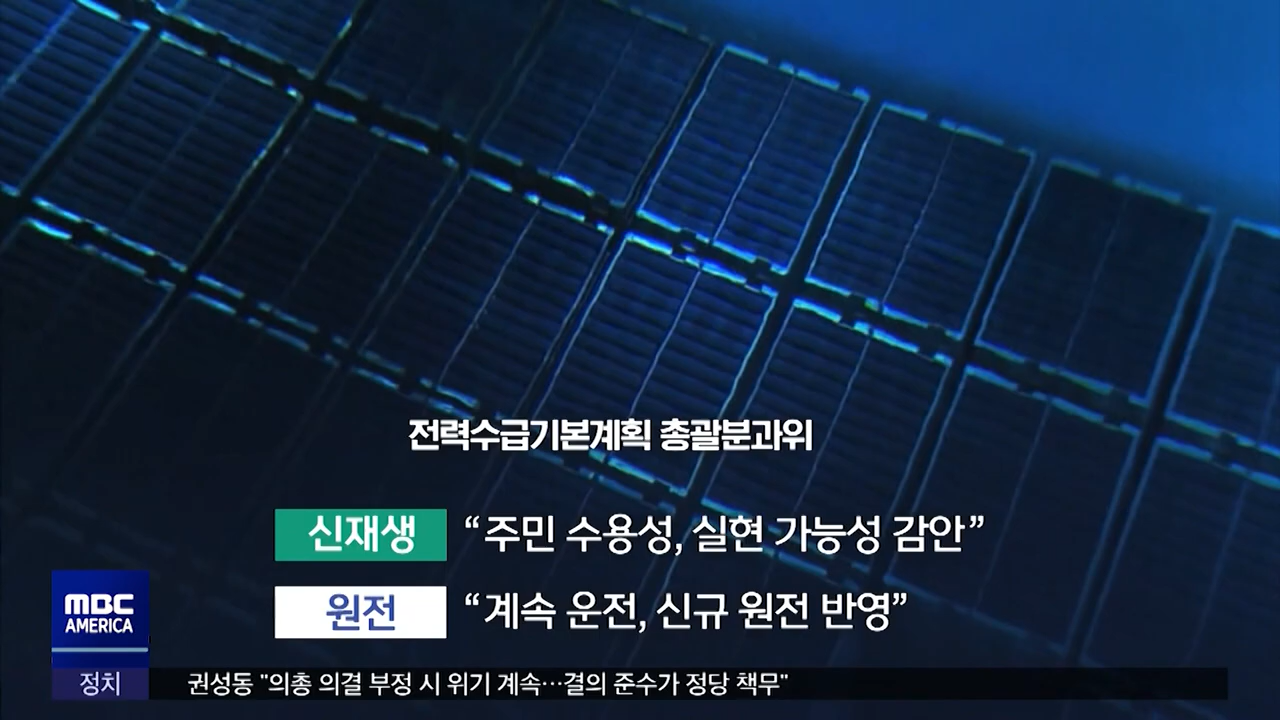 전력수급기본계획 총괄분과위
신재생 “주민 수용성, 실현 가능성 감안”
원전 “계속 운전, 신규 원전 반영”
MBC
AMERICA
정치 권성동 "의총 의결 부정 시 위기 계속…결의 준수가 정당 책무"